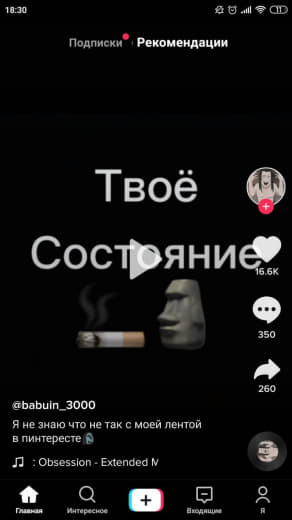 18:30
11
Подписки Рекомендации
Твоё
Состояние
16.6K
350
260
@babuin_3000
Я не знаю что не так с моей лентой
в пинтересте🗿
♫ : Obsession - Extended M
Главная Интересное Входящие Я